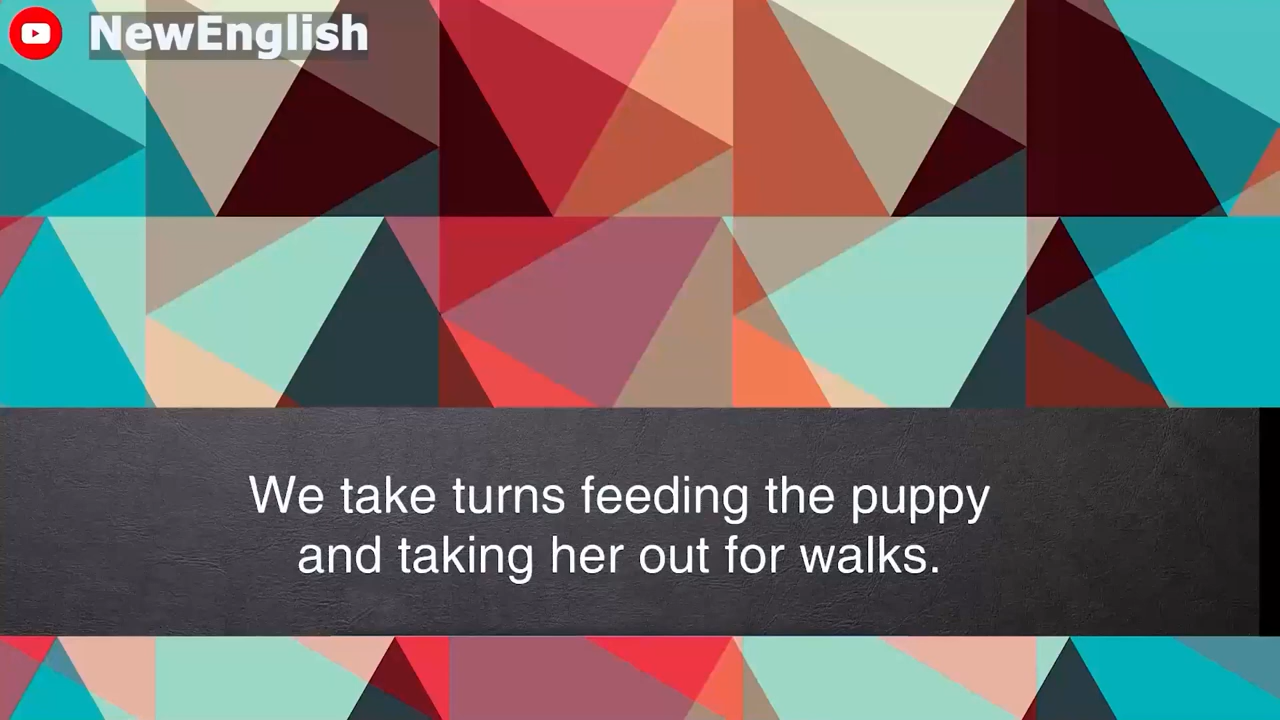 NewEnglish
We take turns feeding the puppy
and taking her out for walks.